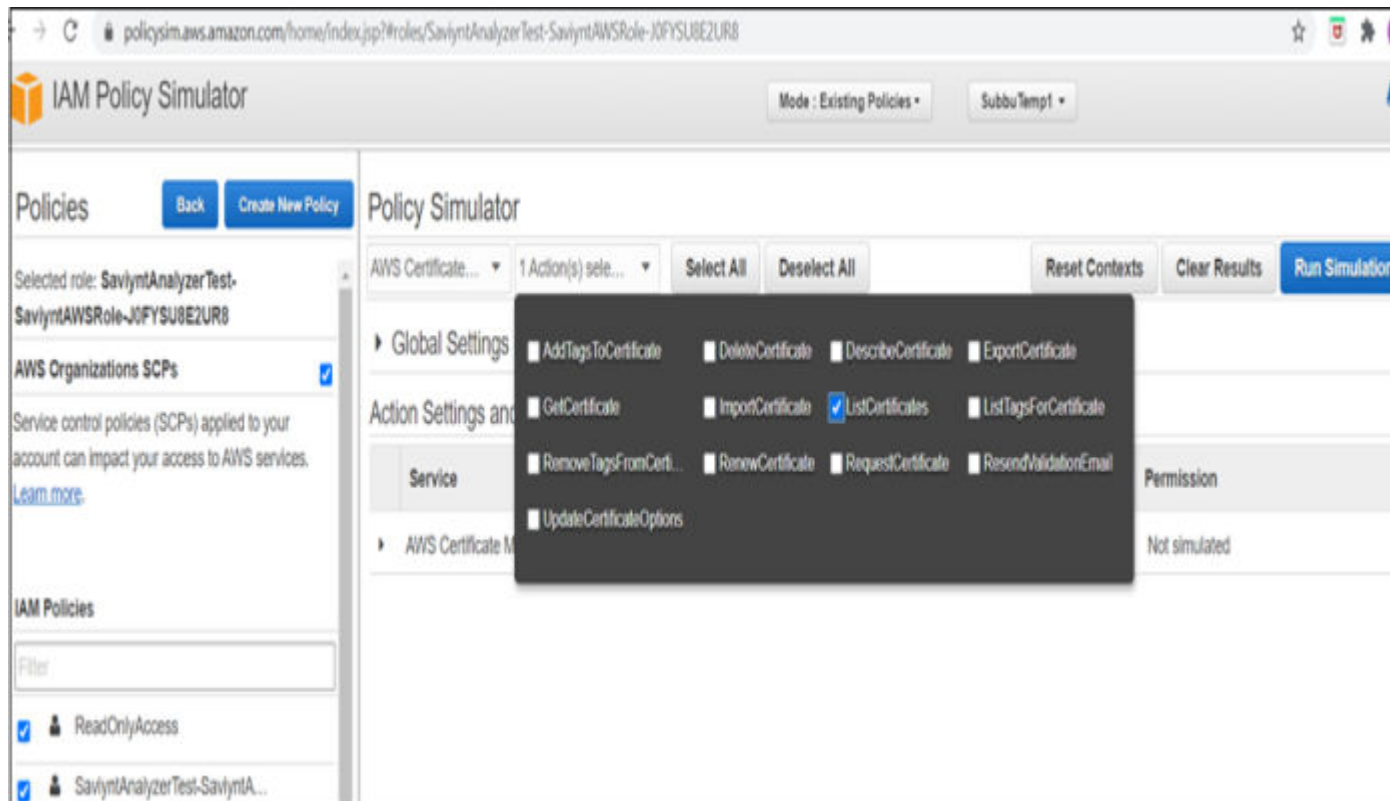 policysim.aws.amazon.com/home/index.jsp?#roles/SaviyntAnalyzerTest-SaviyntAWSRole-J0FYSU8E2UR8
IAM Policy Simulator
Mode : Existing Policies
SubbuTemp1
Policies
Back
Create New Policy
Selected role: SaviyntAnalyzerTest-
SaviyntAWSRole-J0FYSU8E2UR8
AWS Organizations SCPs
Service control policies (SCPs) applied to your
account can impact your access to AWS services.
Learn more.
IAM Policies
Filter
ReadOnlyAccess
SaviyntAnalyzerTest-SaviyntA...
Policy Simulator
AWS Certificate... 1 Action(s) sele... Select All Deselect All Reset Contexts Clear Results Run Simulation
Global Settings
AddTagsToCertificate DeleteCertificate DescribeCertificate ExportCertificate
Action Settings and
GetCertificate ImportCertificate ListCertificates ListTagsForCertificate
RemoveTagsFromCerti... RenewCertificate RequestCertificate ResendValidationEmail
Service Permission
UpdateCertificateOptions
AWS Certificate M Not simulated